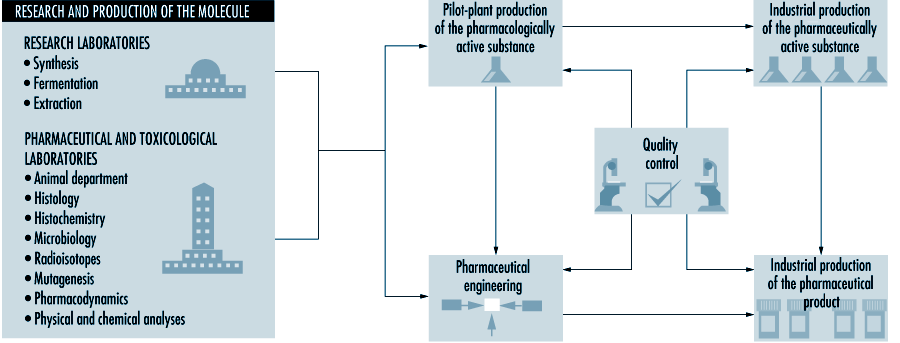 RESEARCH AND PRODUCTION OF THE MOLECULE
RESEARCH LABORATORIES
• Synthesis
• Fermentation
• Extraction
PHARMACEUTICAL AND TOXICOLOGICAL
LABORATORIES
• Animal department
• Histology
• Histochemistry
• Microbiology
• Radioisotopes
• Mutagenesis
• Pharmacodynamics
• Physical and chemical analyses
Pilot-plant production
of the pharmacologically
active substance
Industrial production
of the pharmaceutically
active substance
Quality
control
Pharmaceutical
engineering
Industrial production
of the pharmaceutical
product